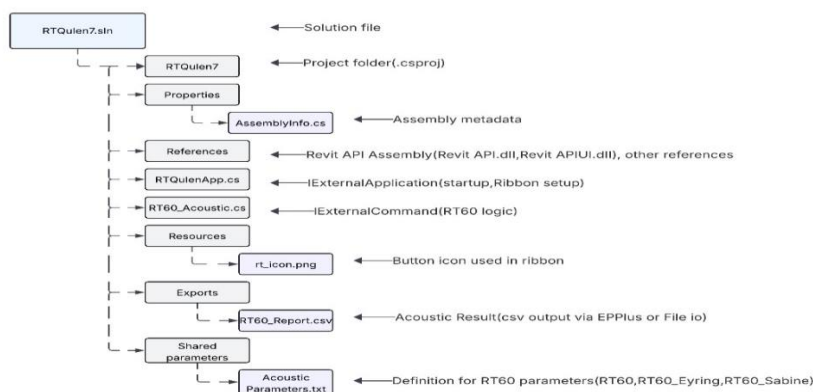 RTQulen7.sln
Solution file
RTQulen7
Project folder(.csproj)
Properties
AssemblyInfo.cs
Assembly metadata
References
Revit API Assembly(Revit API.dll,Revit APIUI.dll), other references
RTQulenApp.cs
IExternalApplication(startup,Ribbon setup)
RT60_Acoustic.cs
IExternalCommand(RT60 logic)
Resources
rt_icon.png
Button icon used in ribbon
Exports
RT60_Report.csv
Acoustic Result(csv output via EPPlus or File io)
Shared
parameters
Acoustic
Parameters.txt
Definition for RT60 parameters(RT60,RT60_Eyring,RT60_Sabine)